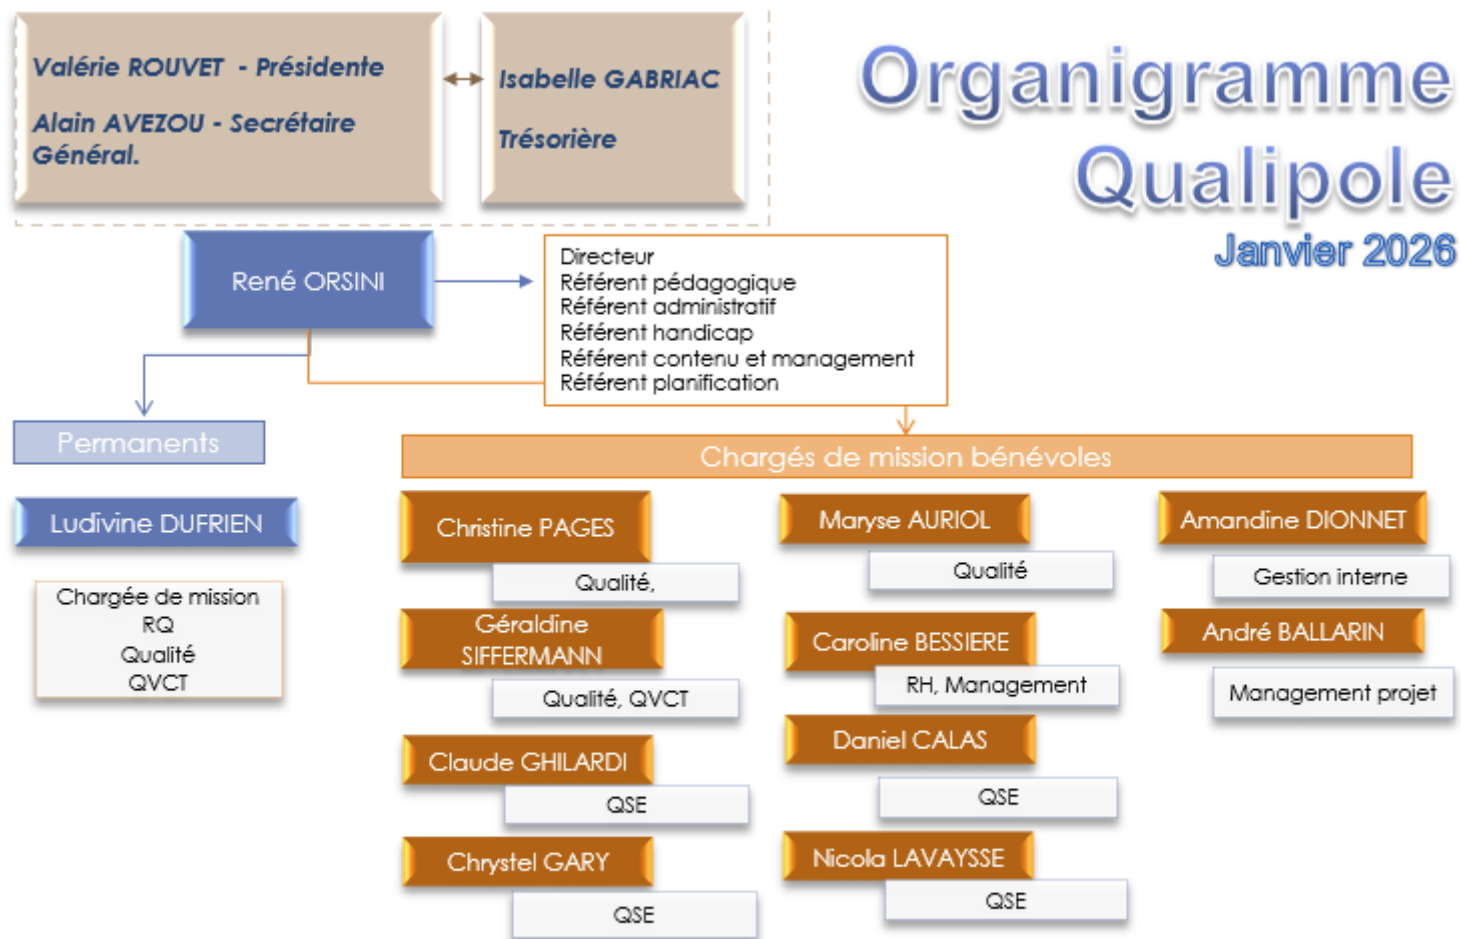 Valérie ROUVET - Présidente
Alain AVEZOU - Secrétaire
Général.
Isabelle GABRIAC
Trésorière
Organigramme
Qualipole
Janvier 2026
René ORSINI
Directeur
Référent pédagogique
Référent administratif
Référent handicap
Référent contenu et management
Référent planification
Permanents
Ludivine DUFRIEN
Chargée de mission
RQ
Qualité
QVCT
Chargés de mission bénévoles
Christine PAGES
Qualité,
Géraldine
SIFFERMANN
Qualité, QVCT
Claude GHILARDI
QSE
Chrystel GARY
QSE
Maryse AURIOL
Qualité
Caroline BESSIERE
RH, Management
Daniel CALAS
QSE
Nicola LAVAYSSE
QSE
Amandine DIONNET
Gestion interne
André BALLARIN
Management projet